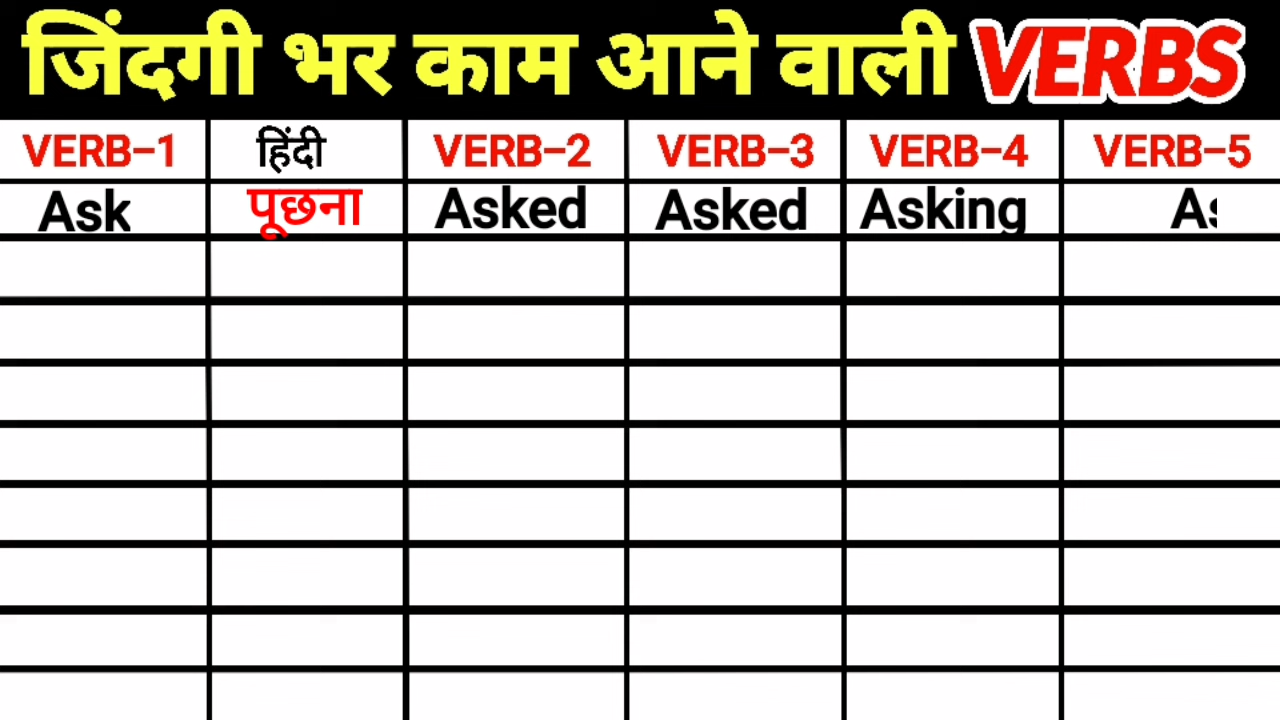 जिंदगी भर काम आने वाली VERBS
VERB-1 हिंदी VERB-2 VERB-3 VERB-4 VERB-5
Ask पूछना Asked Asked Asking